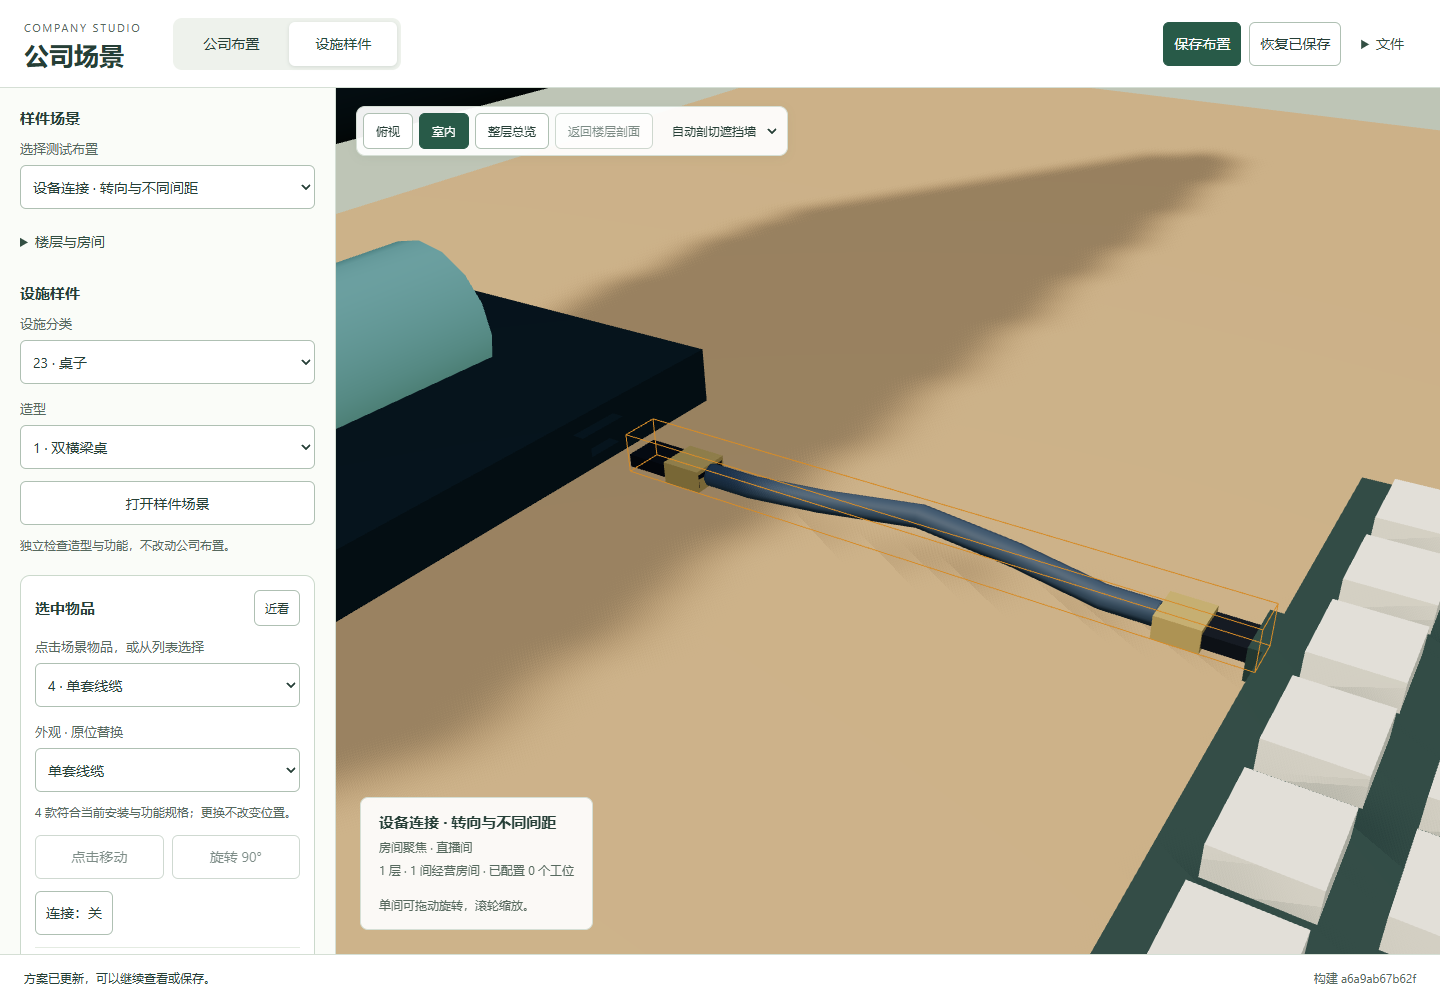 COMPANY STUDIO
公司场景
公司布置
设施样件
保存布置
恢复已保存
▶ 文件
样件场景
选择测试布置
设备连接 · 转向与不同间距
▶ 楼层与房间
设施样件
设施分类
23 · 桌子
造型
1 · 双横梁桌
打开样件场景
独立检查造型与功能，不改动公司布置。
选中物品
近看
点击场景物品，或从列表选择
4 · 单套线缆
外观 · 原位替换
单套线缆
4 款符合当前安装与功能规格；更换不改变位置。
点击移动
旋转 90°
连接：关
俯视
室内
整层总览
返回楼层剖面
自动剖切遮挡墙
设备连接 · 转向与不同间距
房间聚焦 · 直播间
1 层 · 1 间经营房间 · 已配置 0 个工位
单间可拖动旋转，滚轮缩放。
方案已更新，可以继续查看或保存。
构建 a6a9ab67b62f